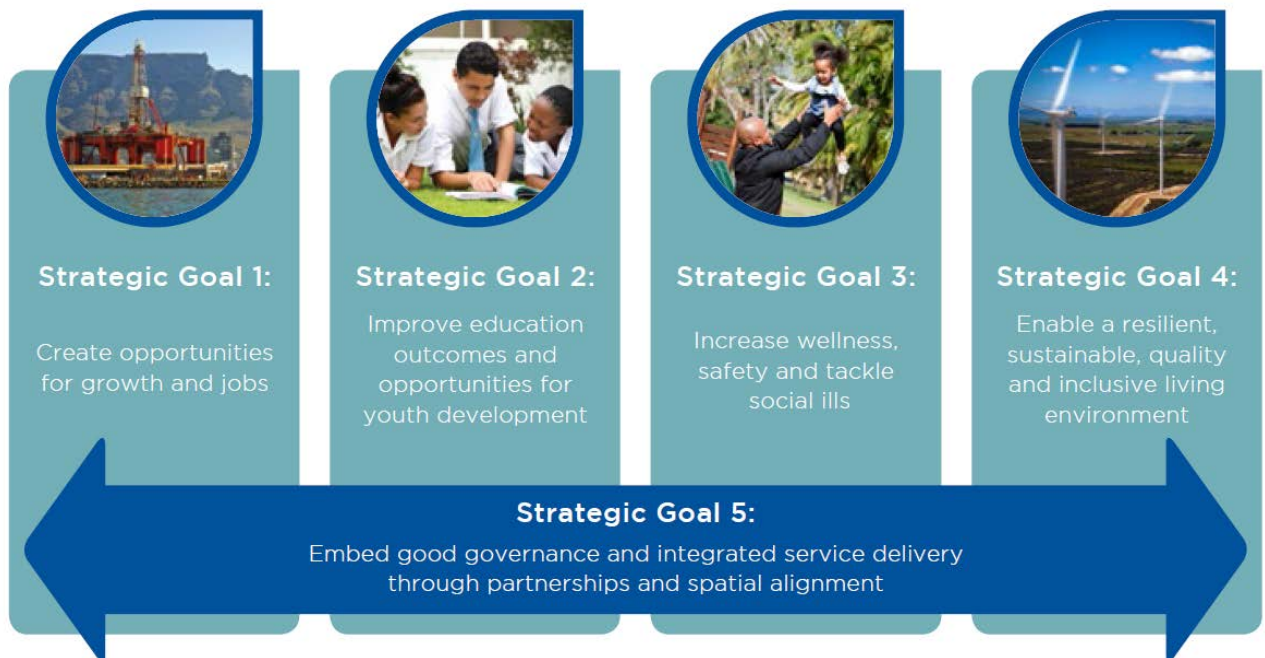 Strategic Goal 1:
Create opportunities
for growth and jobs
Strategic Goal 2:
Improve education
outcomes and
opportunities for
youth development
Strategic Goal 3:
Increase wellness,
safety and tackle
social ills
Strategic Goal 4:
Enable a resilient,
sustainable, quality
and inclusive living
environment
Strategic Goal 5:
Embed good governance and integrated service delivery
through partnerships and spatial alignment